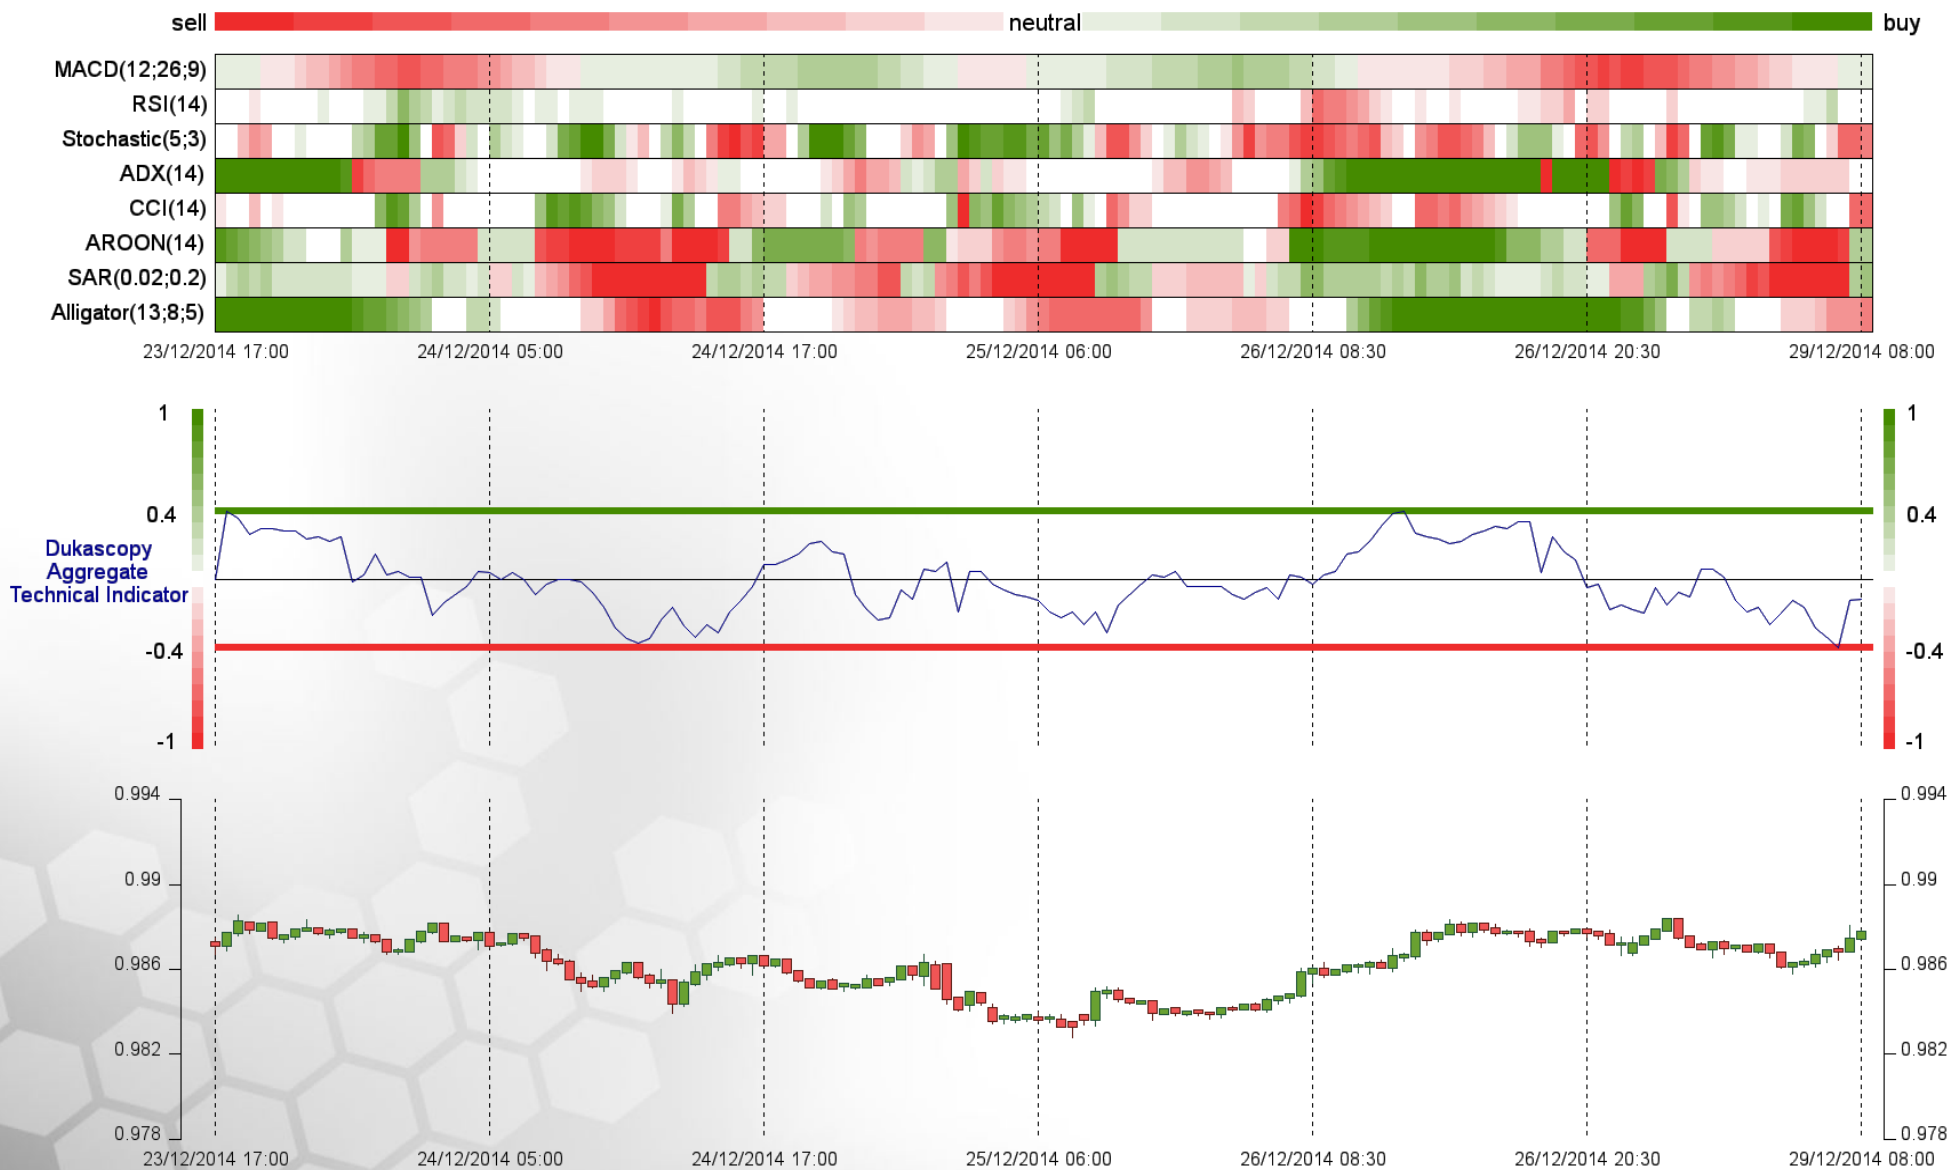 sell neutral buy
MACD(12;26;9)
RSI(14)
Stochastic(5;3)
ADX(14)
CCI(14)
AROON(14)
SAR(0.02;0.2)
Alligator(13;8;5)
23/12/2014 17:00 24/12/2014 05:00 24/12/2014 17:00 25/12/2014 06:00 26/12/2014 08:30 26/12/2014 20:30 29/12/2014 08:00
1 1
0.4 0.4
Dukascopy
Aggregate
Technical Indicator
-0.4 -0.4
-1 -1
0.994 0.994
0.99 0.99
0.986 0.986
0.982 0.982
0.978 0.978
23/12/2014 17:00 24/12/2014 05:00 24/12/2014 17:00 25/12/2014 06:00 26/12/2014 08:30 26/12/2014 20:30 29/12/2014 08:00